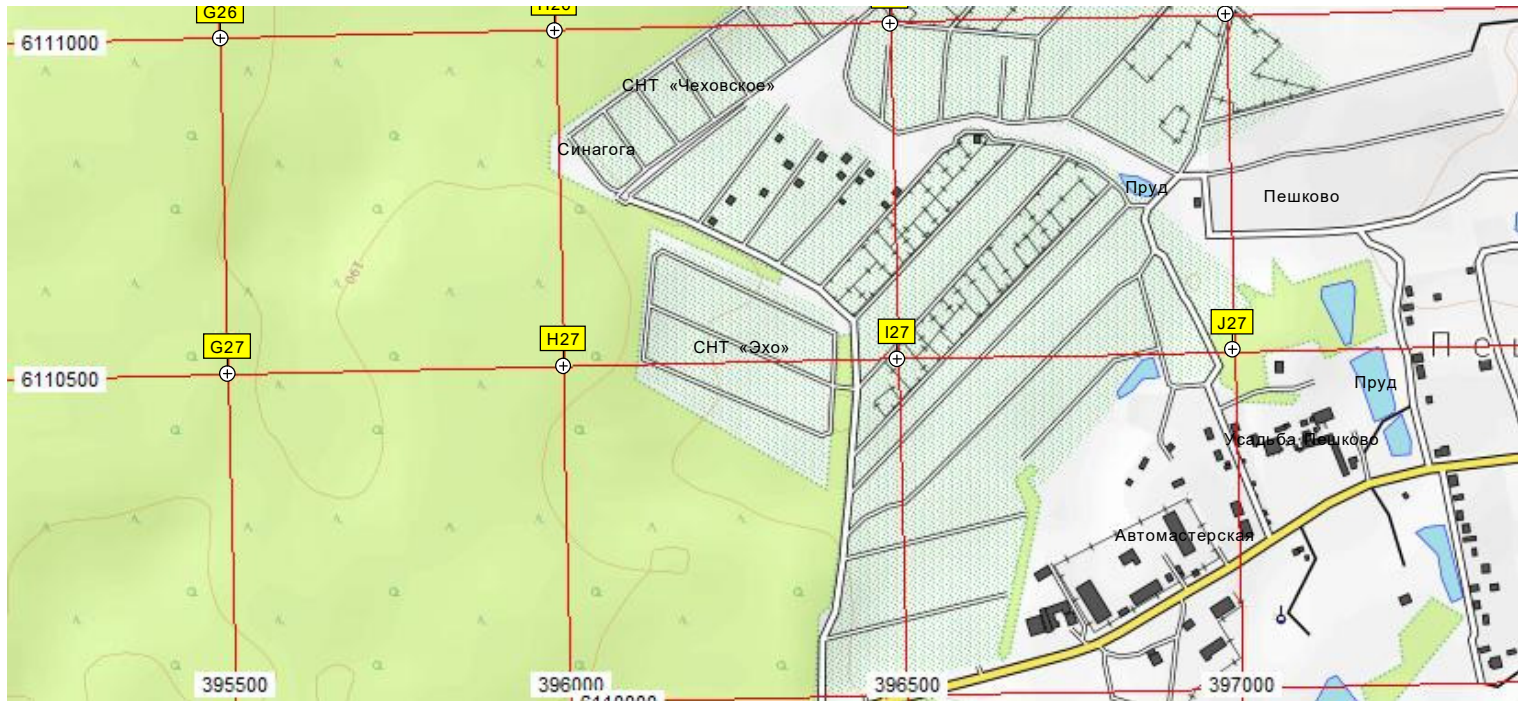 G26
6111000
СНТ «Чеховское»
Синагога
Пруд
Пешково
190
G27
H27
I27
J27
СНТ «Эхо»
6110500
Пруд
Усадьба Пешково
Автомастерская
395500
396000
396500
397000